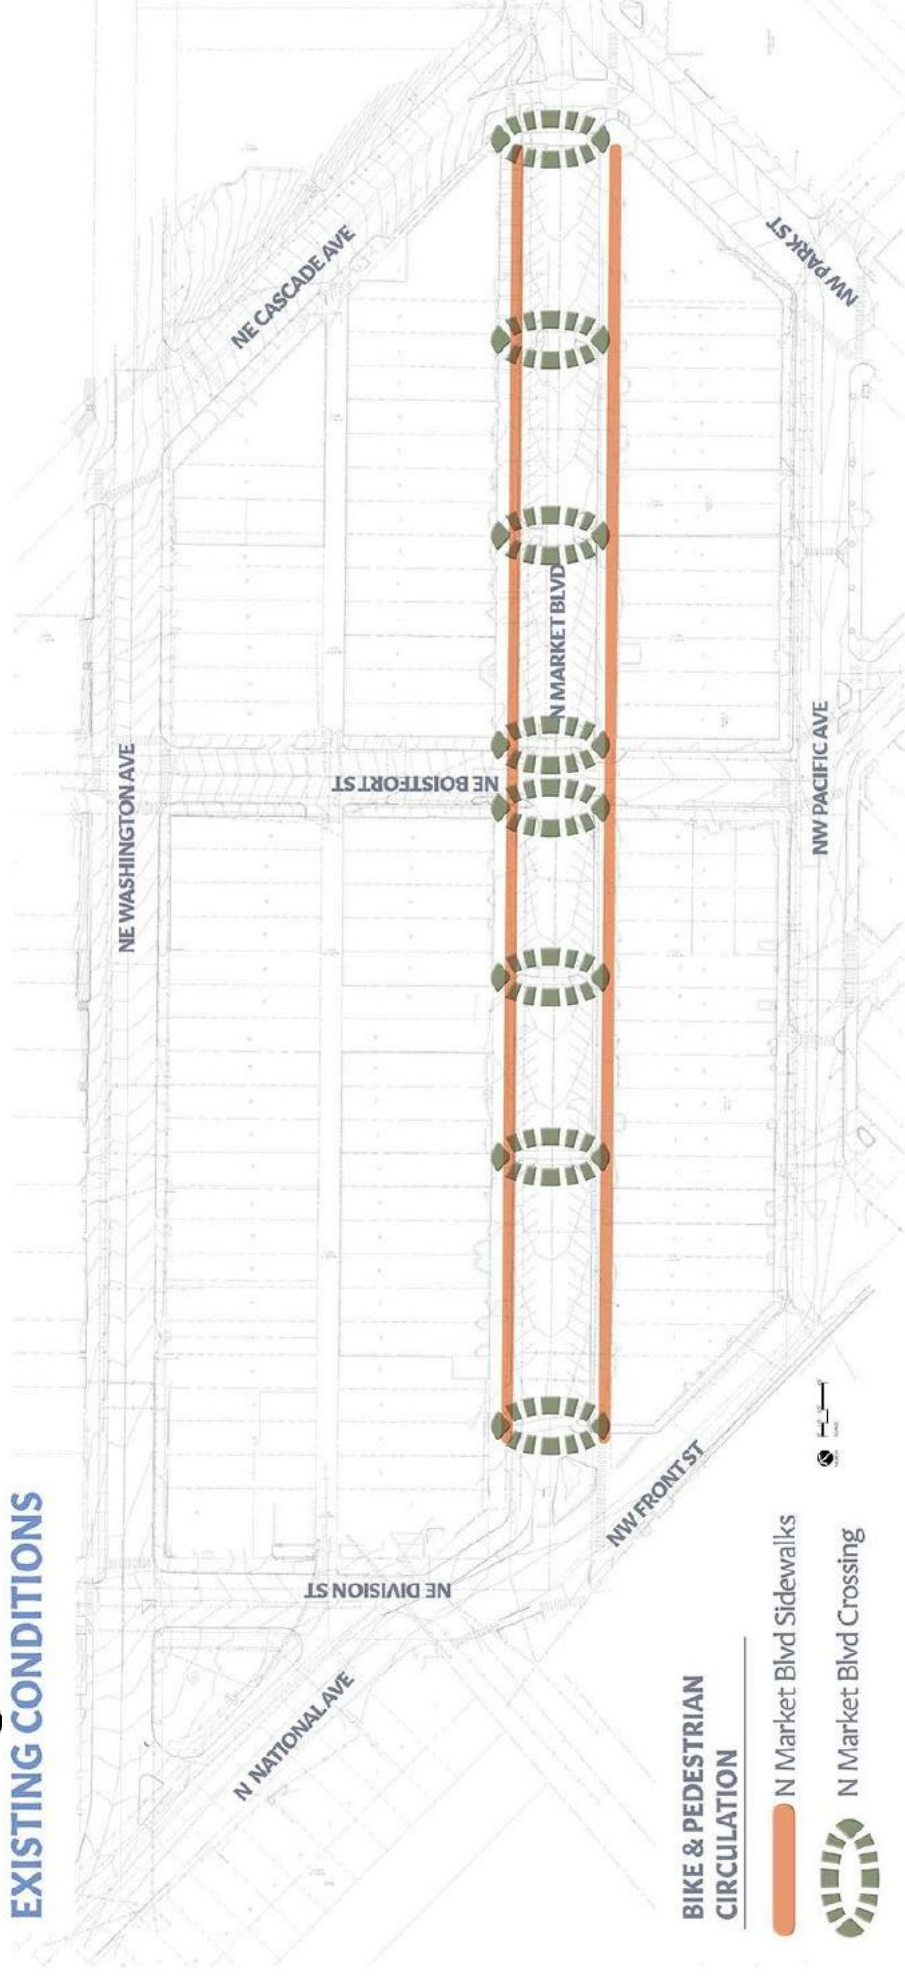 EXISTING CONDITIONS
N NATIONAL AVE
NE DIVISION ST
NE WASHINGTON AVE
NE BOISTFORT ST
NE CASCADE AVE
N MARKET BLVD
NW FRONT ST
NW PACIFIC AVE
NW PARK ST
BIKE & PEDESTRIAN
CIRCULATION
N Market Blvd Sidewalks
N Market Blvd Crossing